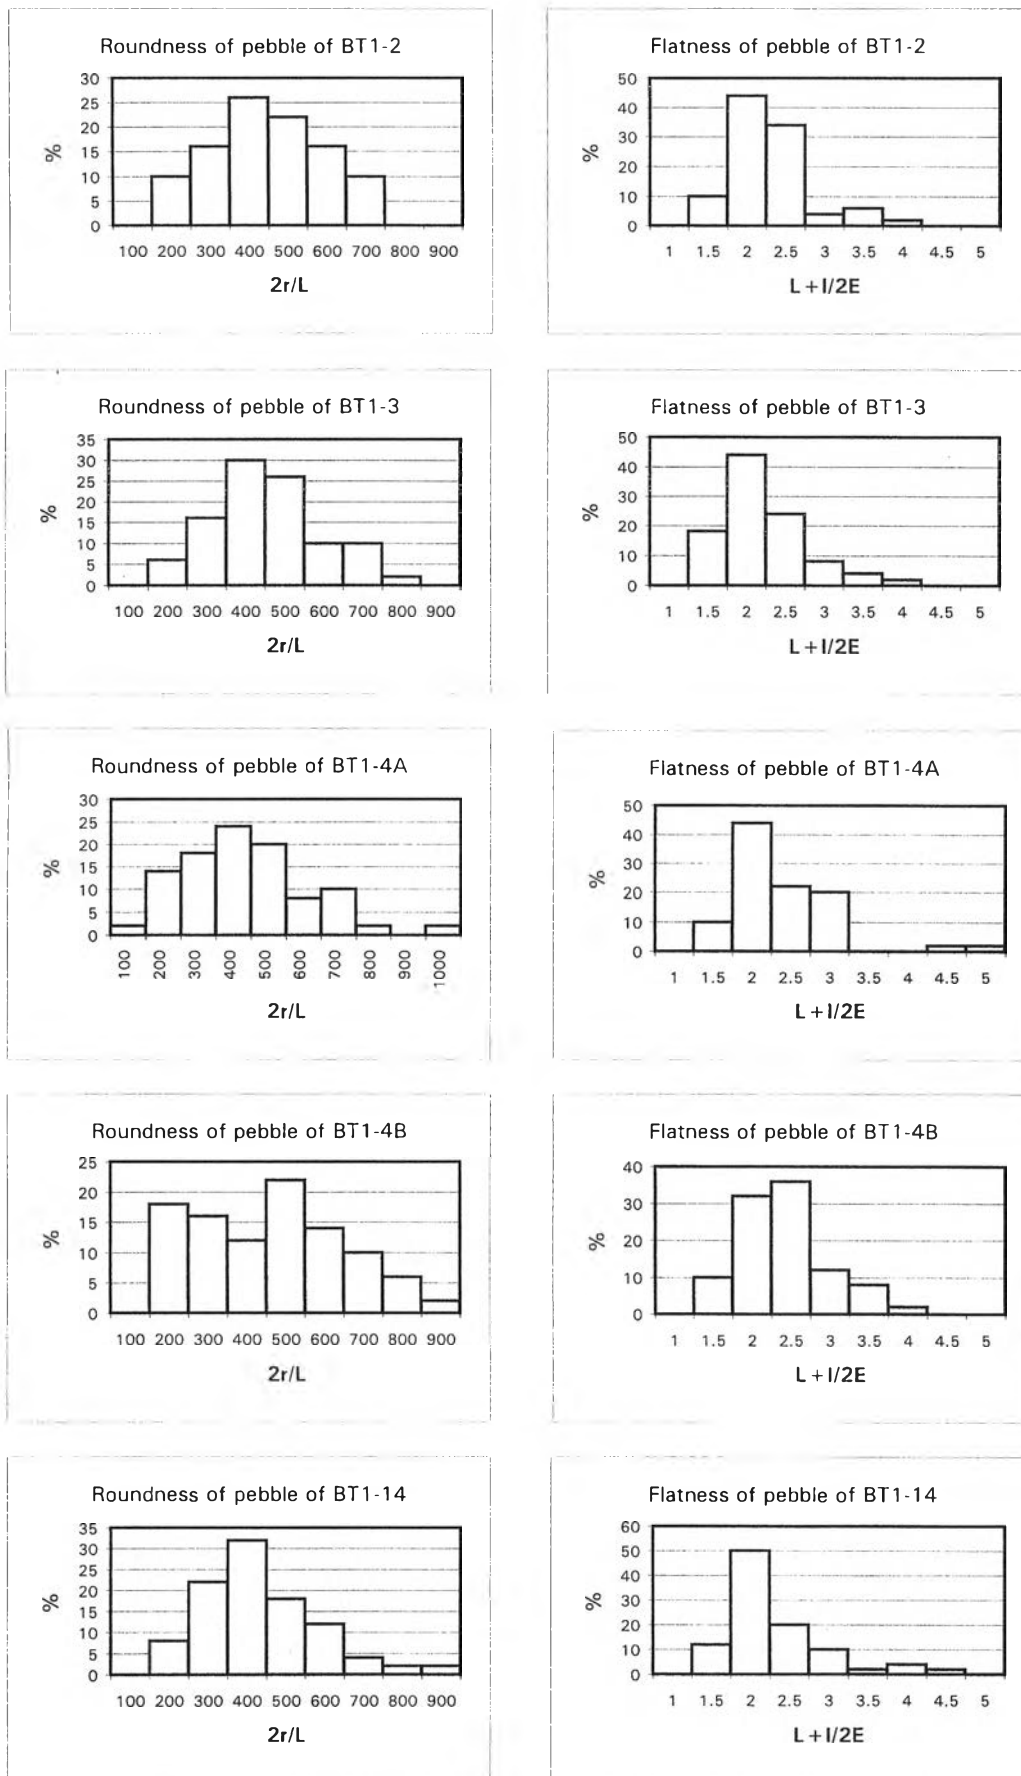 Roundness of pebble of BT1-2
30
25
20
15
10
5
0
%
100 200 300 400 500 600 700 800 900
2r/L
Flatness of pebble of BT1-2
50
40
30
20
10
0
%
1 1.5 2 2.5 3 3.5 4 4.5 5
L+l/2E
Roundness of pebble of BT1-3
35
30
25
20
15
10
5
0
%
100 200 300 400 500 600 700 800 900
2r/L
Flatness of pebble of BT1-3
50
40
30
20
10
0
%
1 1.5 2 2.5 3 3.5 4 4.5 5
L+l/2E
Roundness of pebble of BT1-4A
30
25
20
15
10
5
0
%
100 200 300 400 500 600 700 800 900 1000
2r/L
Flatness of pebble of BT1-4A
50
40
30
20
10
0
%
1 1.5 2 2.5 3 3.5 4 4.5 5
L+l/2E
Roundness of pebble of BT1-4B
25
20
15
10
5
0
%
100 200 300 400 500 600 700 800 900
2r/L
Flatness of pebble of BT1-4B
40
30
20
10
0
%
1 1.5 2 2.5 3 3.5 4 4.5 5
L+l/2E
Roundness of pebble of BT1-14
35
30
25
20
15
10
5
0
%
100 200 300 400 500 600 700 800 900
2r/L
Flatness of pebble of BT1-14
60
50
40
30
20
10
0
%
1 1.5 2 2.5 3 3.5 4 4.5 5
L+l/2E